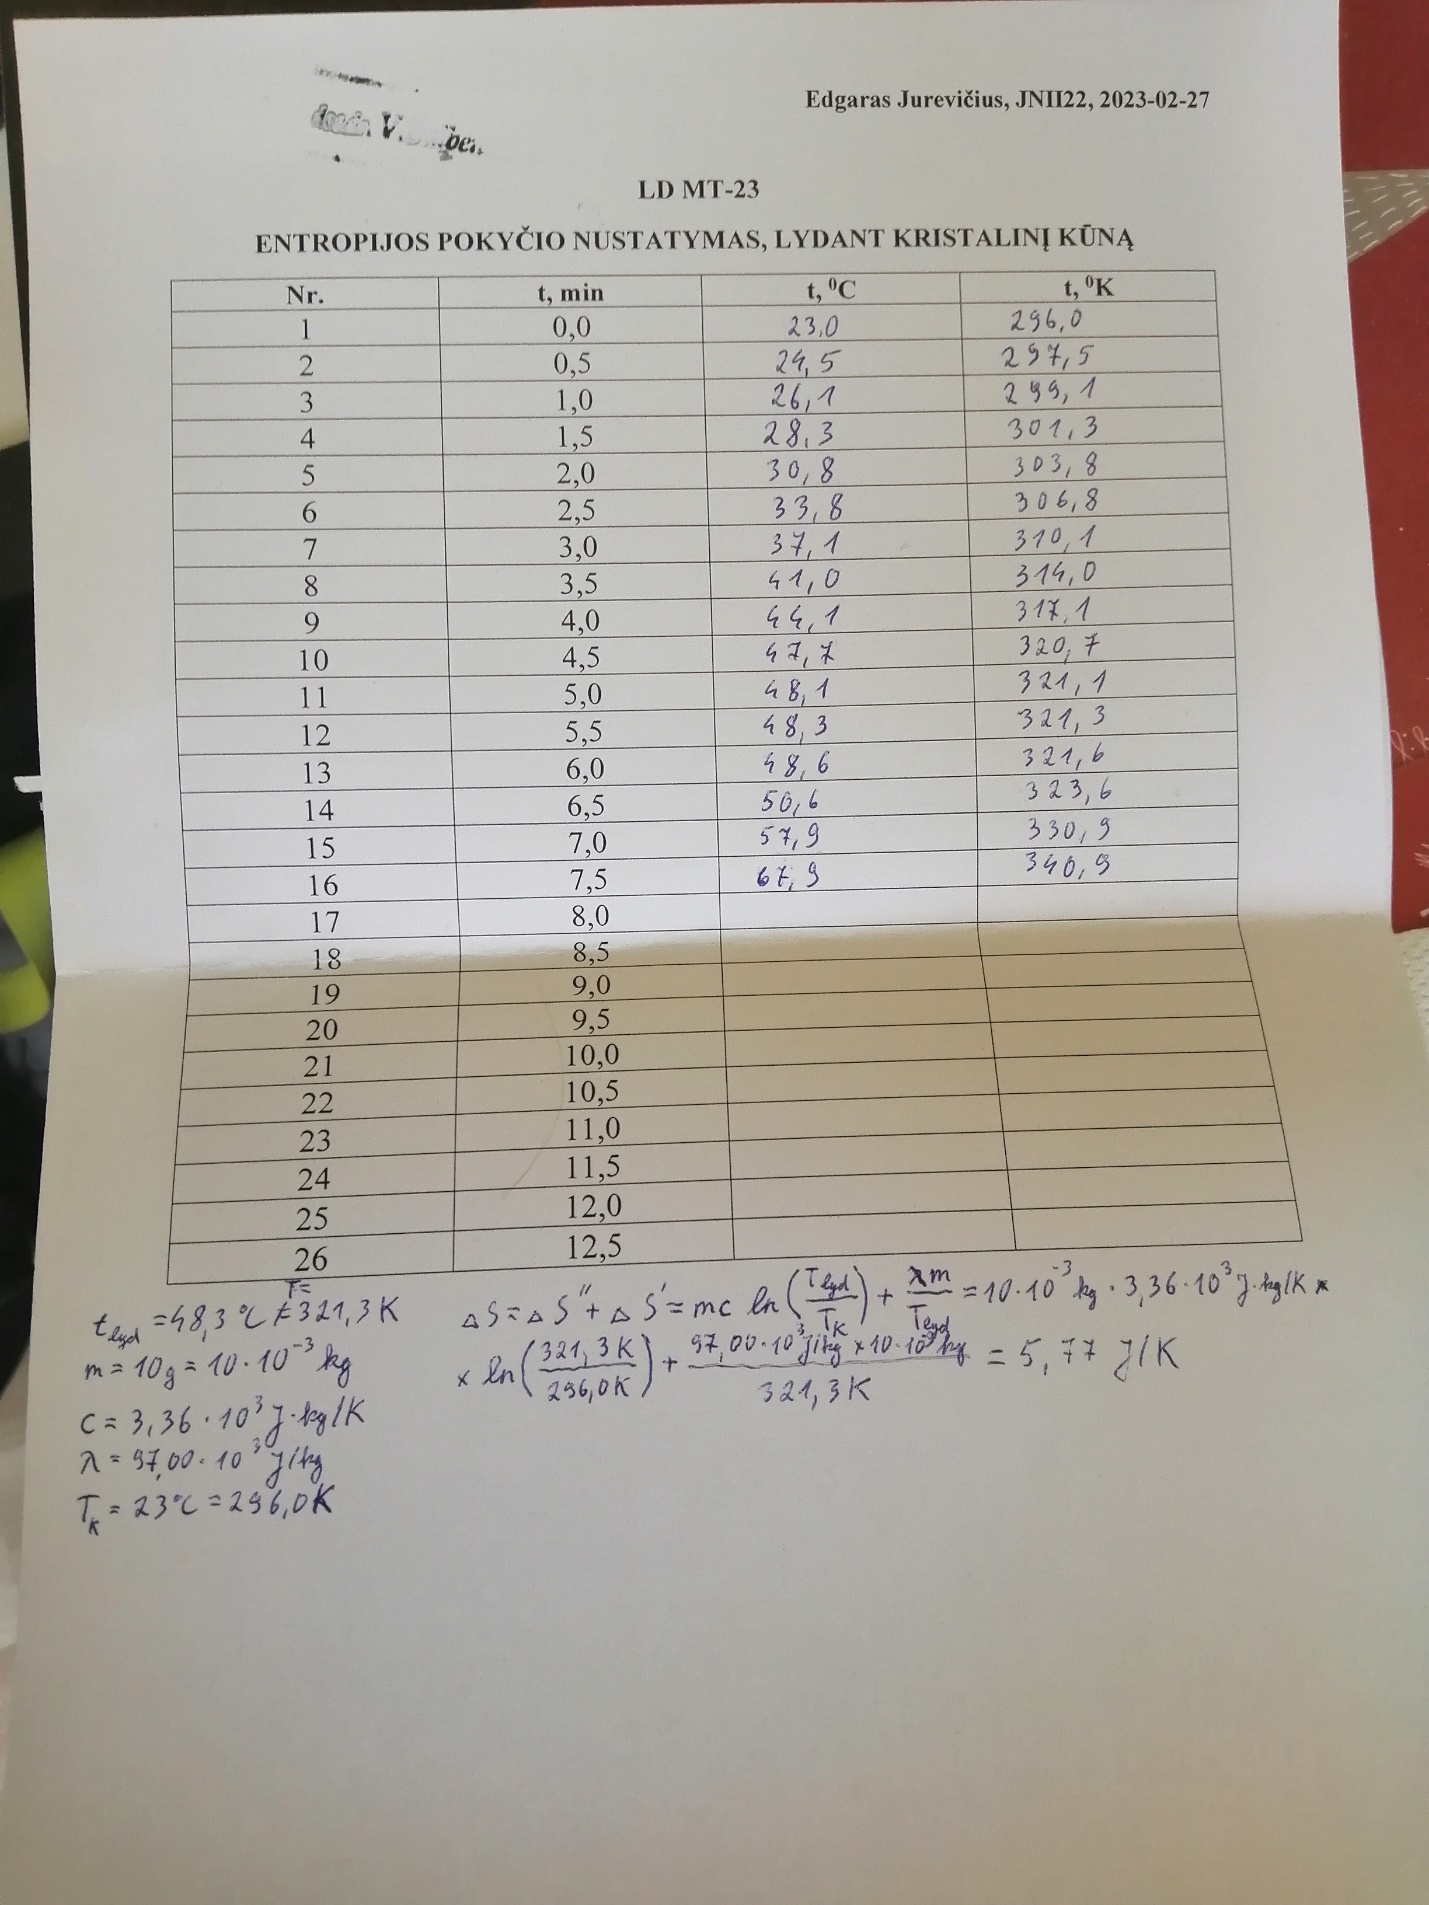 Edgaras Jurevičius, JNII22, 2023-02-27
LD MT-23
ENTROPIJOS POKYČIO NUSTATYMAS, LYDANT KRISTALINĮ KŪNĄ
Nr. t, min t, ⁰C t, ⁰K
1 0,0 23,0 296,0
2 0,5 24,5 297,5
3 1,0 26,1 299,1
4 1,5 28,3 301,3
5 2,0 30,8 303,8
6 2,5 33,8 306,8
7 3,0 37,1 310,1
8 3,5 41,0 314,0
9 4,0 44,1 317,1
10 4,5 47,7 320,7
11 5,0 48,1 321,1
12 5,5 48,3 321,3
13 6,0 48,6 321,6
14 6,5 50,6 323,6
15 7,0 57,9 330,9
16 7,5 67,9 340,9
17 8,0
18 8,5
19 9,0
20 9,5
21 10,0
22 10,5
23 11,0
24 11,5
25 12,0
26 12,5
T=
t_lyd = 48,3 °C = 321,3 K
m = 10g = 10·10⁻³ kg
c = 3,36·10³ J·kg/K
λ = 97,00·10³ J/kg
T_K = 23°C = 296,0K
ΔS = ΔS″ + ΔS′ = mc ln(T_lyd/T_K) + λm/T_lyd = 10·10⁻³ kg · 3,36·10³ J·kg/K ×
× ln(321,3K/296,0K) + 97,00·10³ J/kg × 10·10⁻³ kg / 321,3K = 5,77 J/K